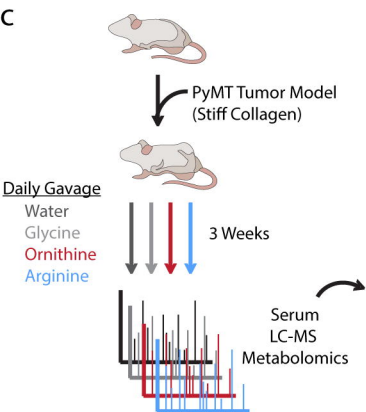 C
PyMT Tumor Model
(Stiff Collagen)
Daily Gavage
Water
Glycine
Ornithine
Arginine
3 Weeks
Serum
LC-MS
Metabolomics